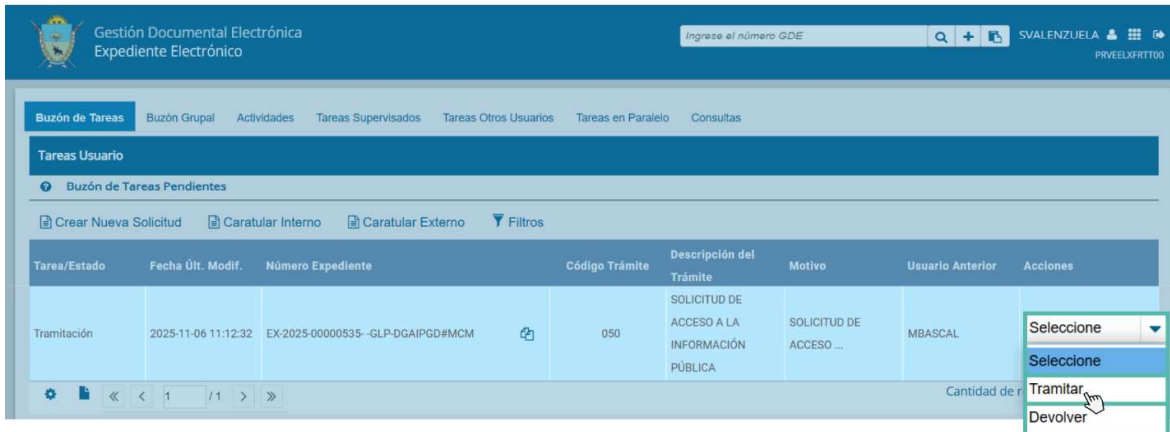 Gestión Documental Electrónica
Expediente Electrónico
Ingrese el número GDE
SVALENZUELA
PRVEELXFRTT00
Buzón de Tareas Buzón Grupal Actividades Tareas Supervisados Tareas Otros Usuarios Tareas en Paralelo Consultas
Tareas Usuario
Buzón de Tareas Pendientes
Crear Nueva Solicitud Caratular Interno Caratular Externo Filtros
Tarea/Estado Fecha Últ. Modif. Número Expediente Código Trámite Descripción del Trámite Motivo Usuario Anterior Acciones
Tramitación 2025-11-06 11:12:32 EX-2025-00000535- -GLP-DGAIPGD#MCM 050
SOLICITUD DE
ACCESO A LA
INFORMACIÓN
PÚBLICA
SOLICITUD DE
ACCESO ...
MBASCAL
Seleccione
Seleccione
Tramitar
Devolver
1 / 1
Cantidad de